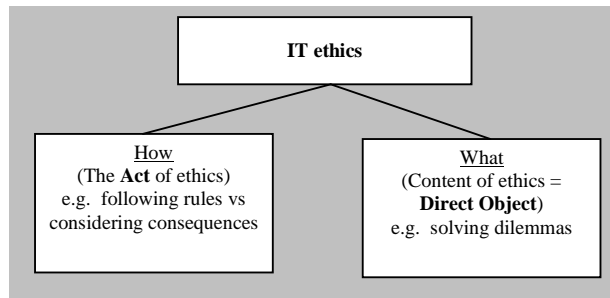 IT ethics
How
(The Act of ethics)
e.g. following rules vs
considering consequences
What
(Content of ethics =
Direct Object)
e.g. solving dilemmas